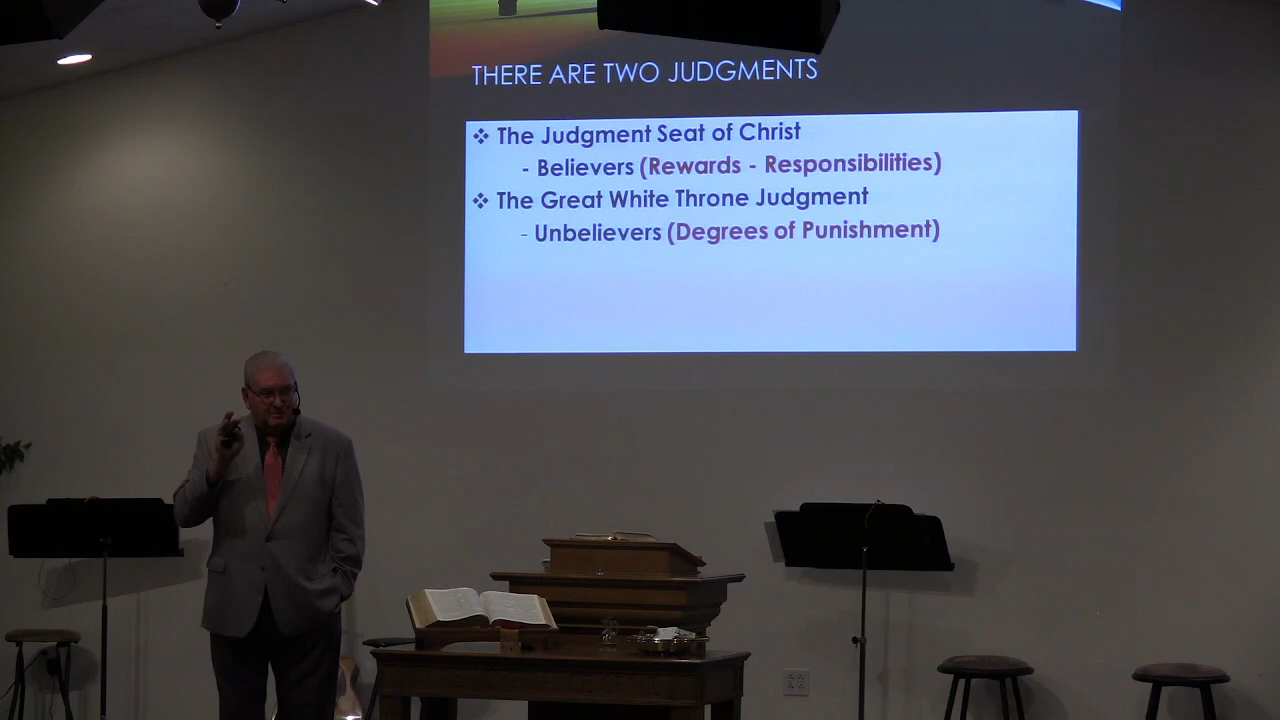 THERE ARE TWO JUDGMENTS
❖ The Judgment Seat of Christ
- Believers (Rewards - Responsibilities)
❖ The Great White Throne Judgment
- Unbelievers (Degrees of Punishment)